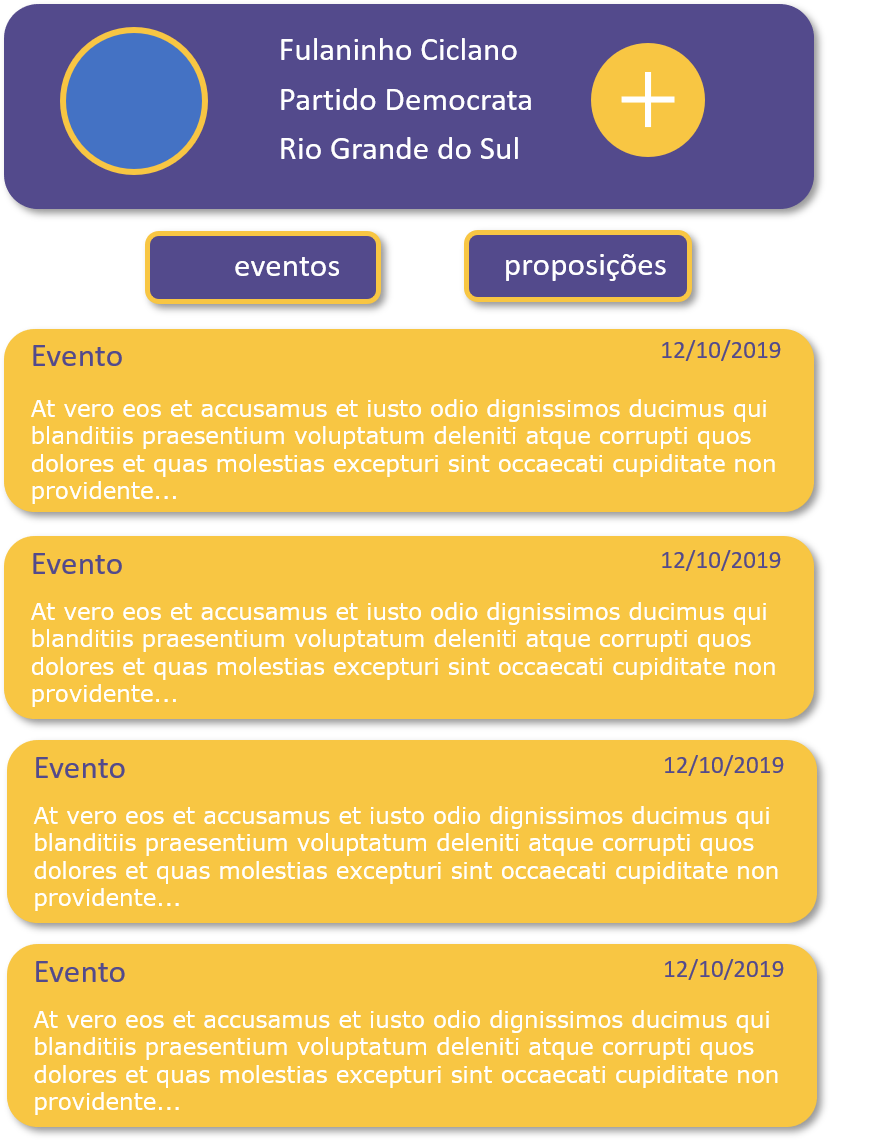 Fulaninho Ciclano
Partido Democrata
Rio Grande do Sul
eventos
proposições
Evento
12/10/2019
At vero eos et accusamus et iusto odio dignissimos ducimus qui
blanditiis praesentium voluptatum deleniti atque corrupti quos
dolores et quas molestias excepturi sint occaecati cupiditate non
providente...
Evento
12/10/2019
At vero eos et accusamus et iusto odio dignissimos ducimus qui
blanditiis praesentium voluptatum deleniti atque corrupti quos
dolores et quas molestias excepturi sint occaecati cupiditate non
providente...
Evento
12/10/2019
At vero eos et accusamus et iusto odio dignissimos ducimus qui
blanditiis praesentium voluptatum deleniti atque corrupti quos
dolores et quas molestias excepturi sint occaecati cupiditate non
providente...
Evento
12/10/2019
At vero eos et accusamus et iusto odio dignissimos ducimus qui
blanditiis praesentium voluptatum deleniti atque corrupti quos
dolores et quas molestias excepturi sint occaecati cupiditate non
providente...